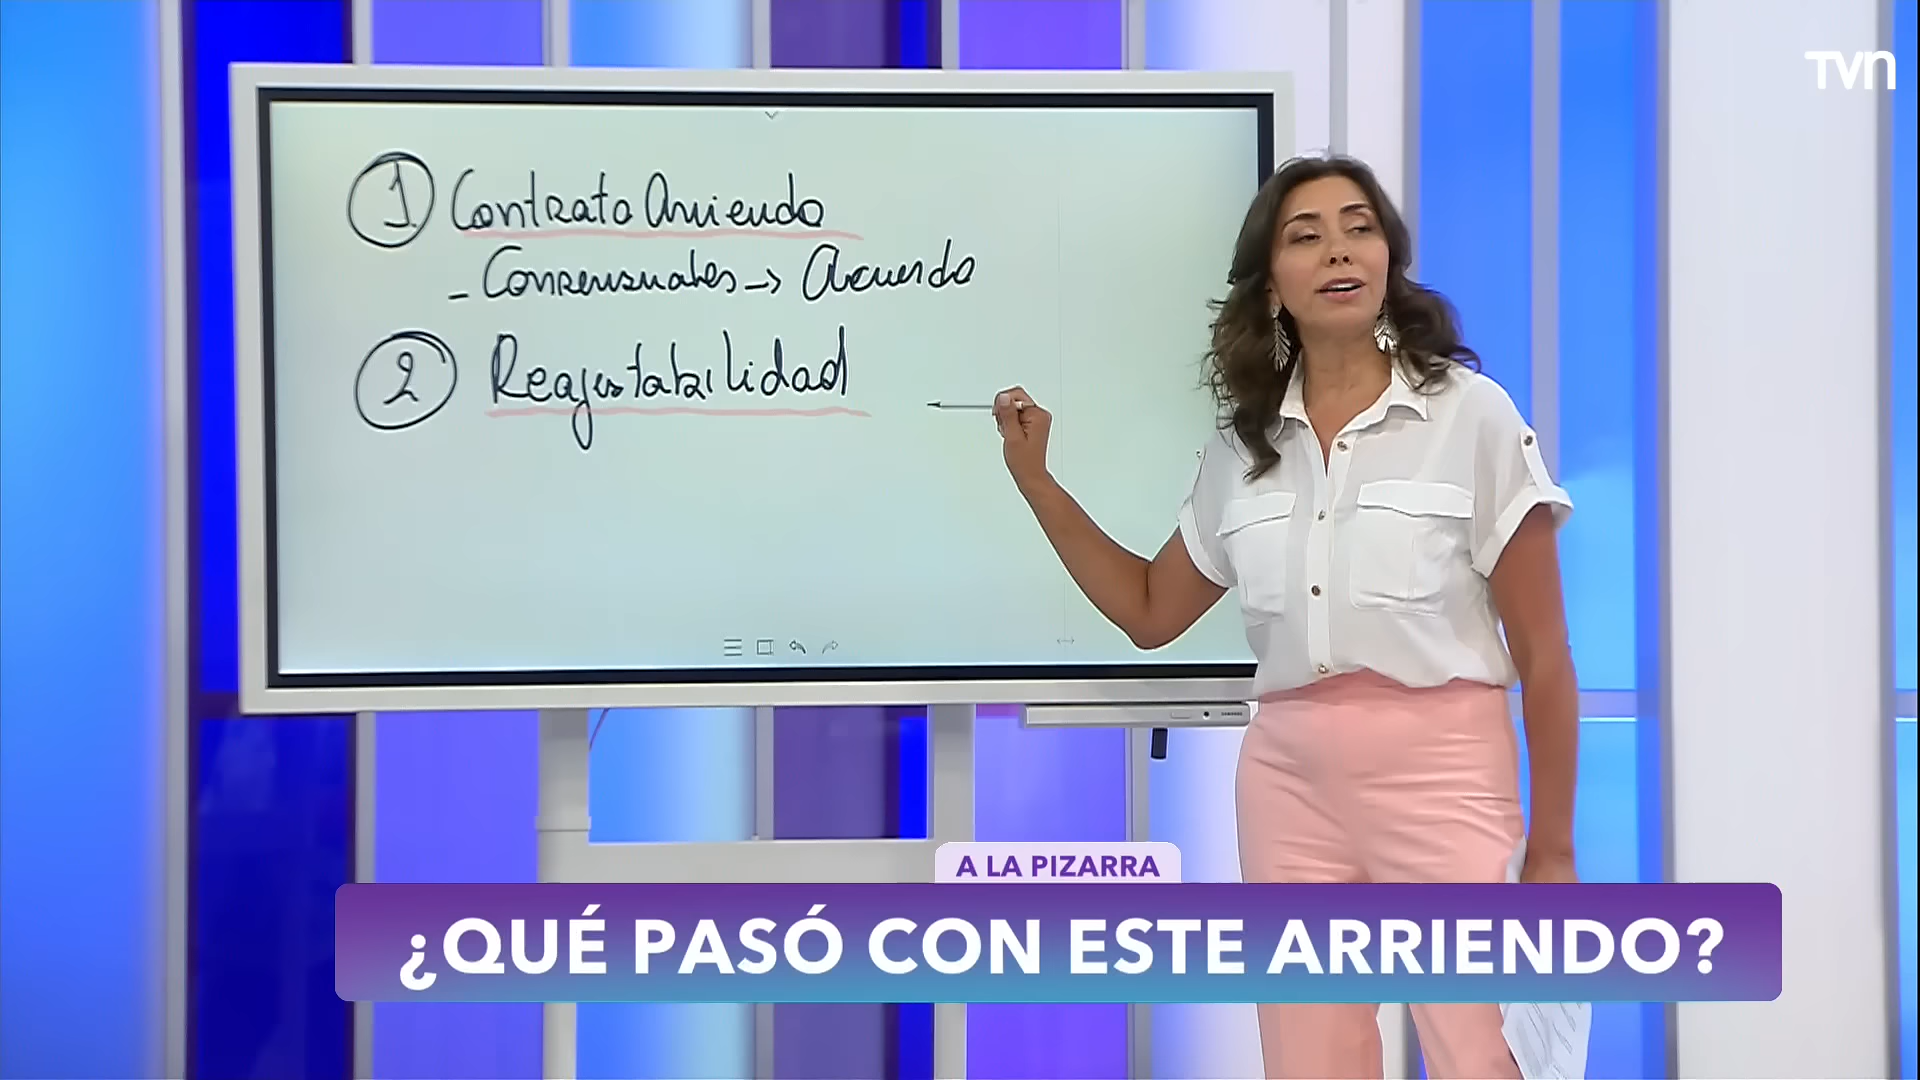 TVN
1 Contrato Arriendo
- Consensuales -> Acuerdo
2 Reajustabilidad
A LA PIZARRA
¿QUÉ PASÓ CON ESTE ARRIENDO?